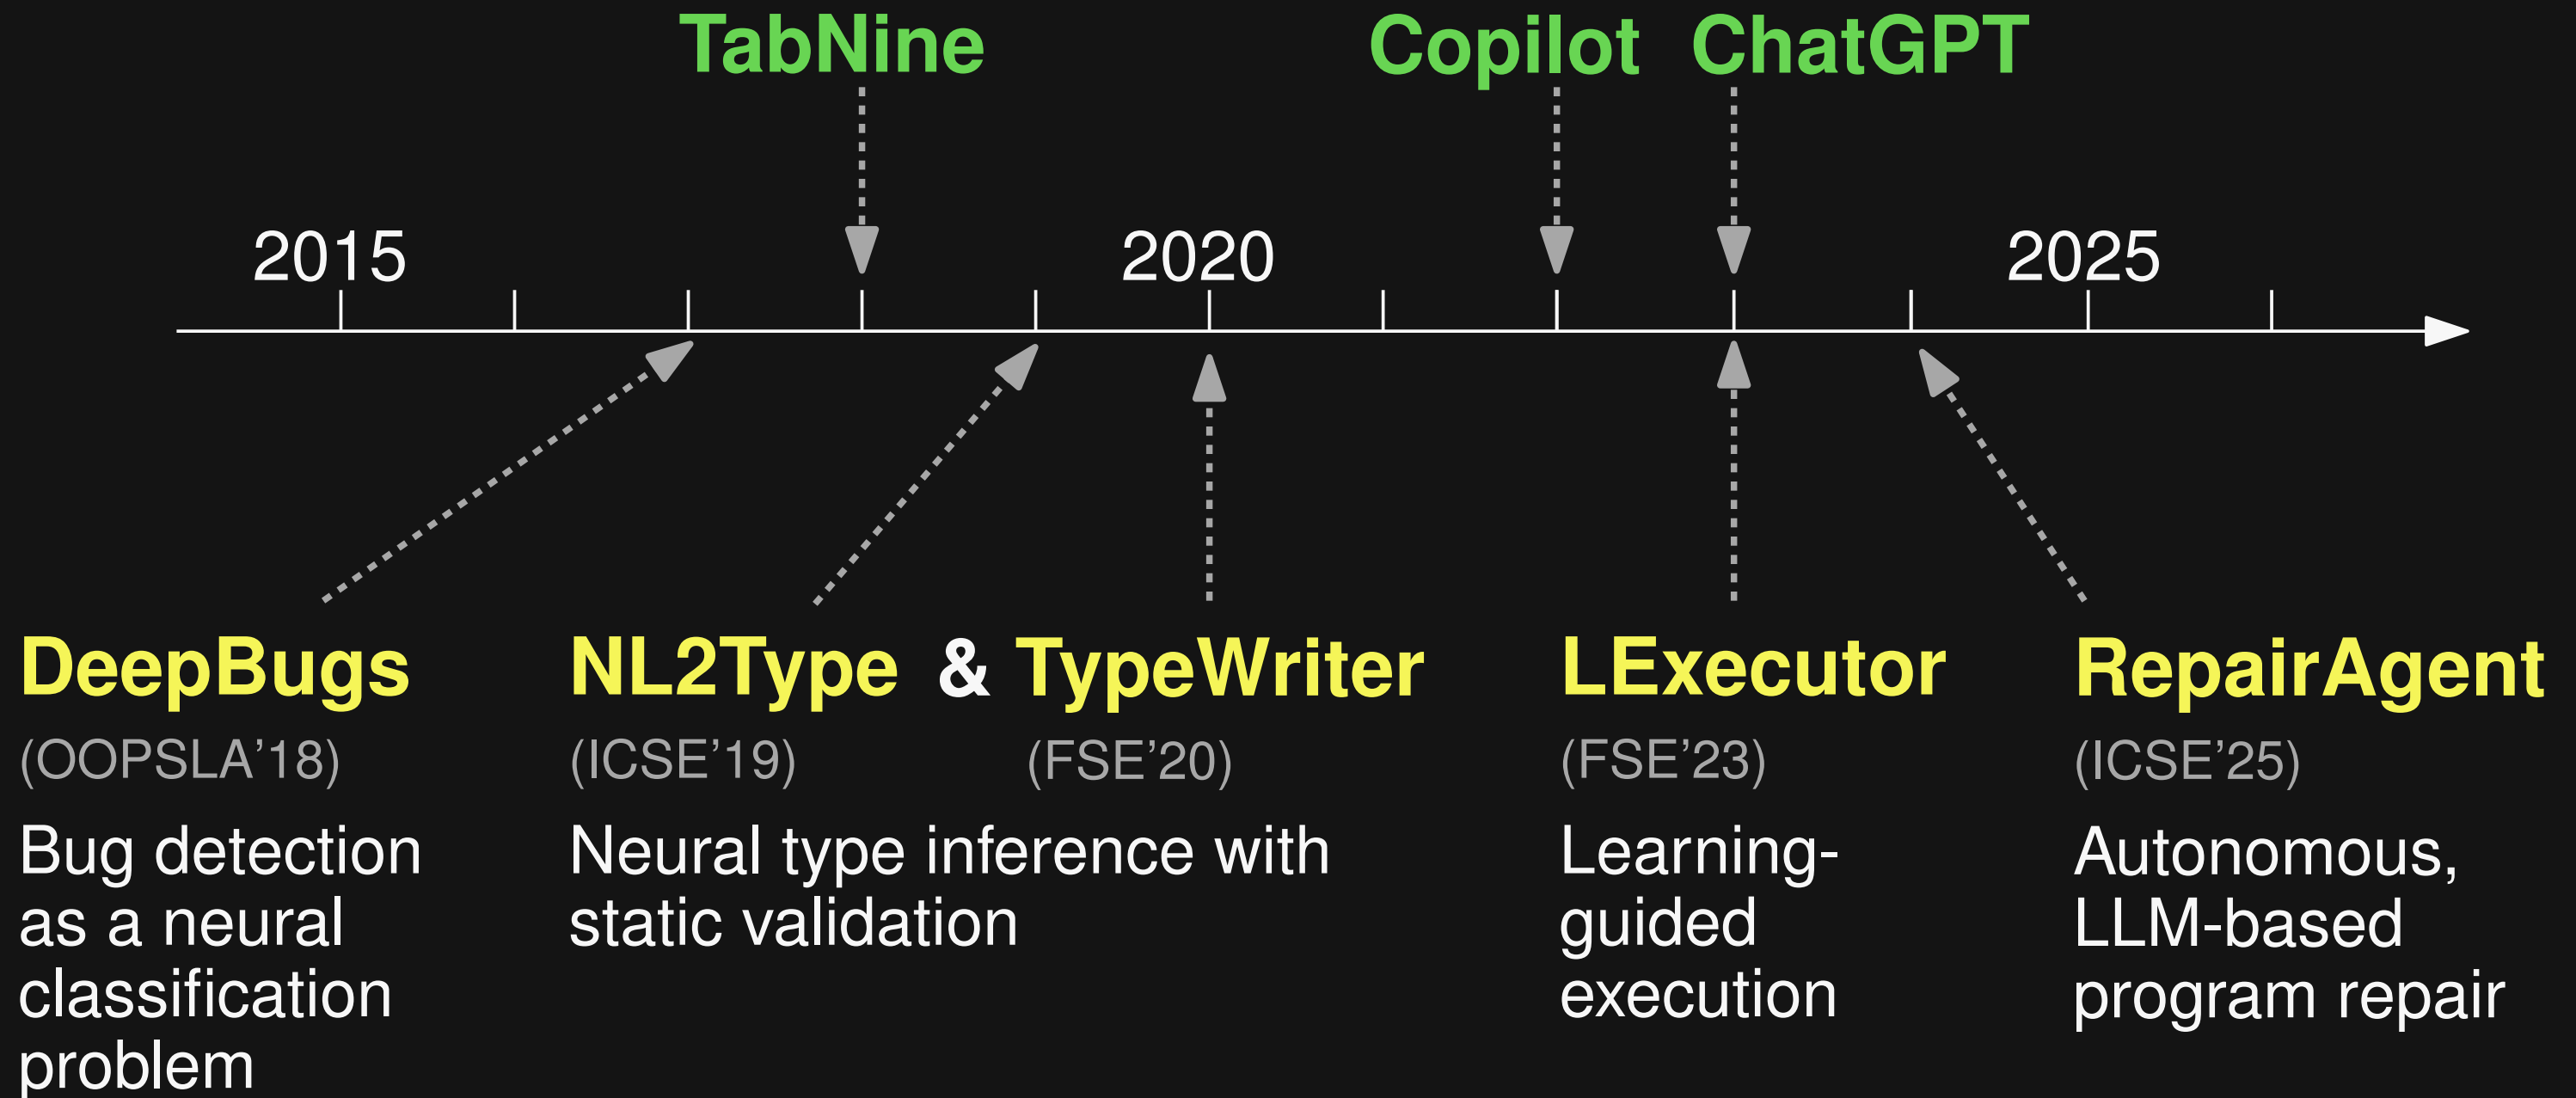 TabNine Copilot ChatGPT
2015 2020 2025
DeepBugs NL2Type & TypeWriter LExecutor RepairAgent
(OOPSLA’18) (ICSE’19) (FSE’20) (FSE’23) (ICSE’25)
Bug detection
as a neural
classification
problem
Neural type inference with
static validation
Learning-
guided
execution
Autonomous,
LLM-based
program repair